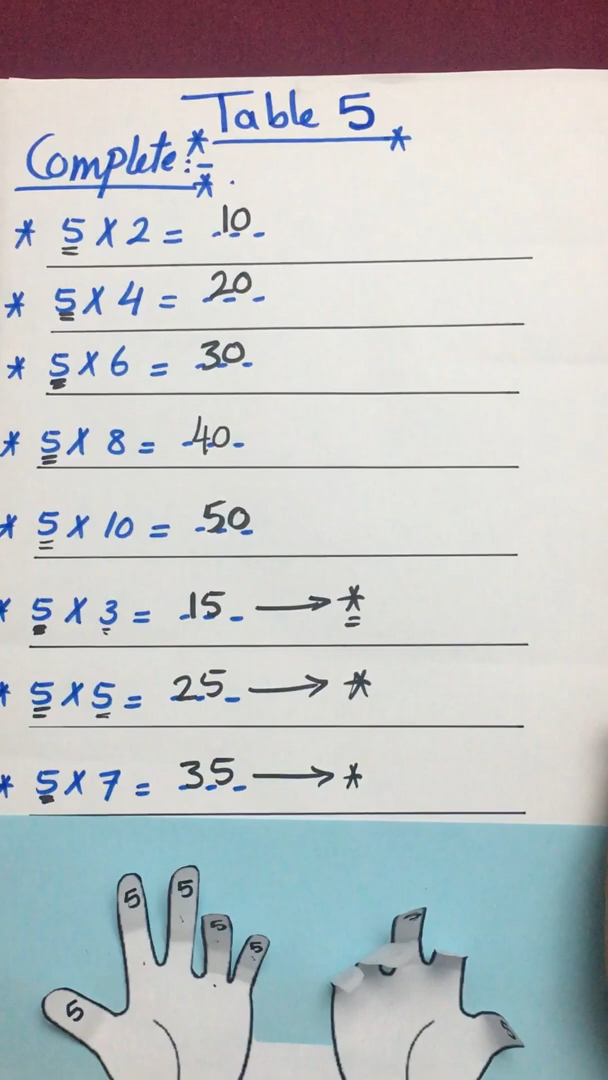 Table 5
Complete:-
* 5 X 2 = 10
* 5 X 4 = 20
* 5 X 6 = 30
* 5 X 8 = 40
* 5 X 10 = 50
* 5 X 3 = 15 → *
* 5 X 5 = 25 → *
* 5 X 7 = 35 → *
5 5 5 5 5
5